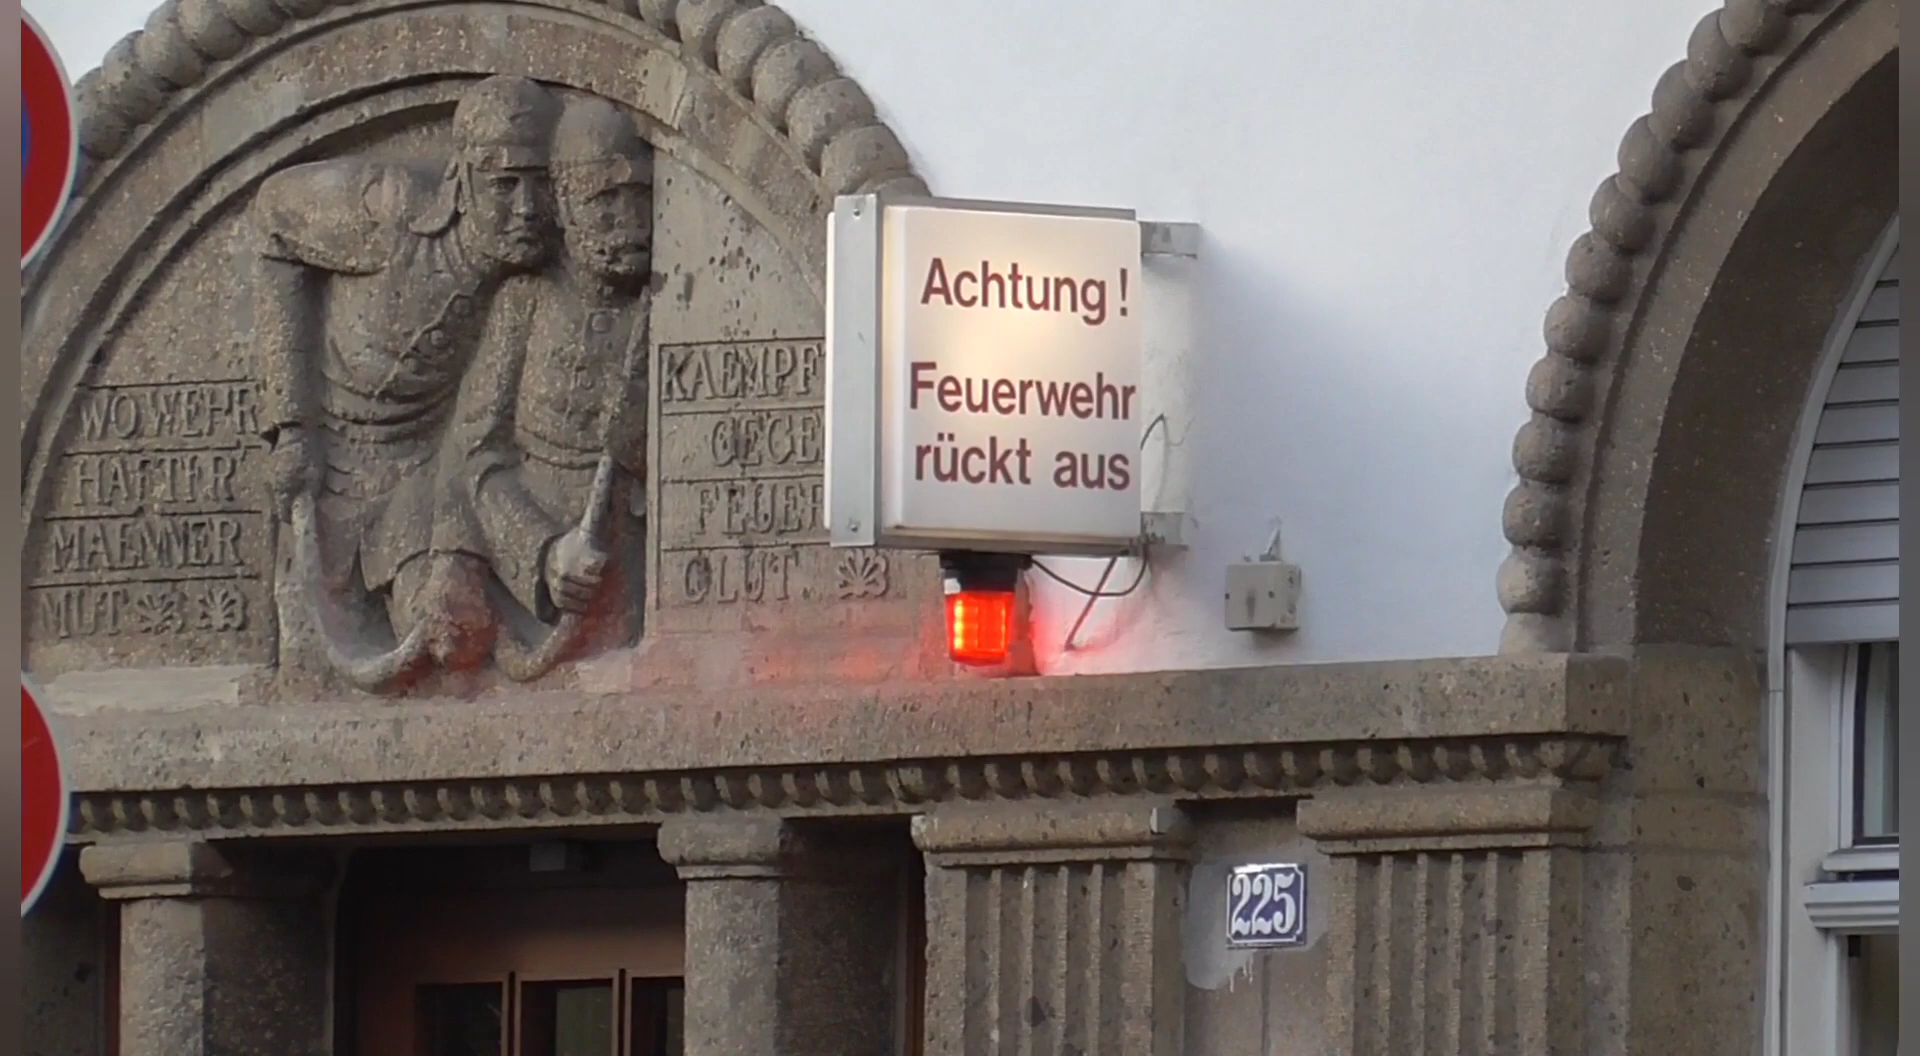 WO WEHR
HAFTER
MAENNER
MUT
KAEMPF
GEGE
FEUER
GLUT
Achtung !
Feuerwehr
rückt aus
225